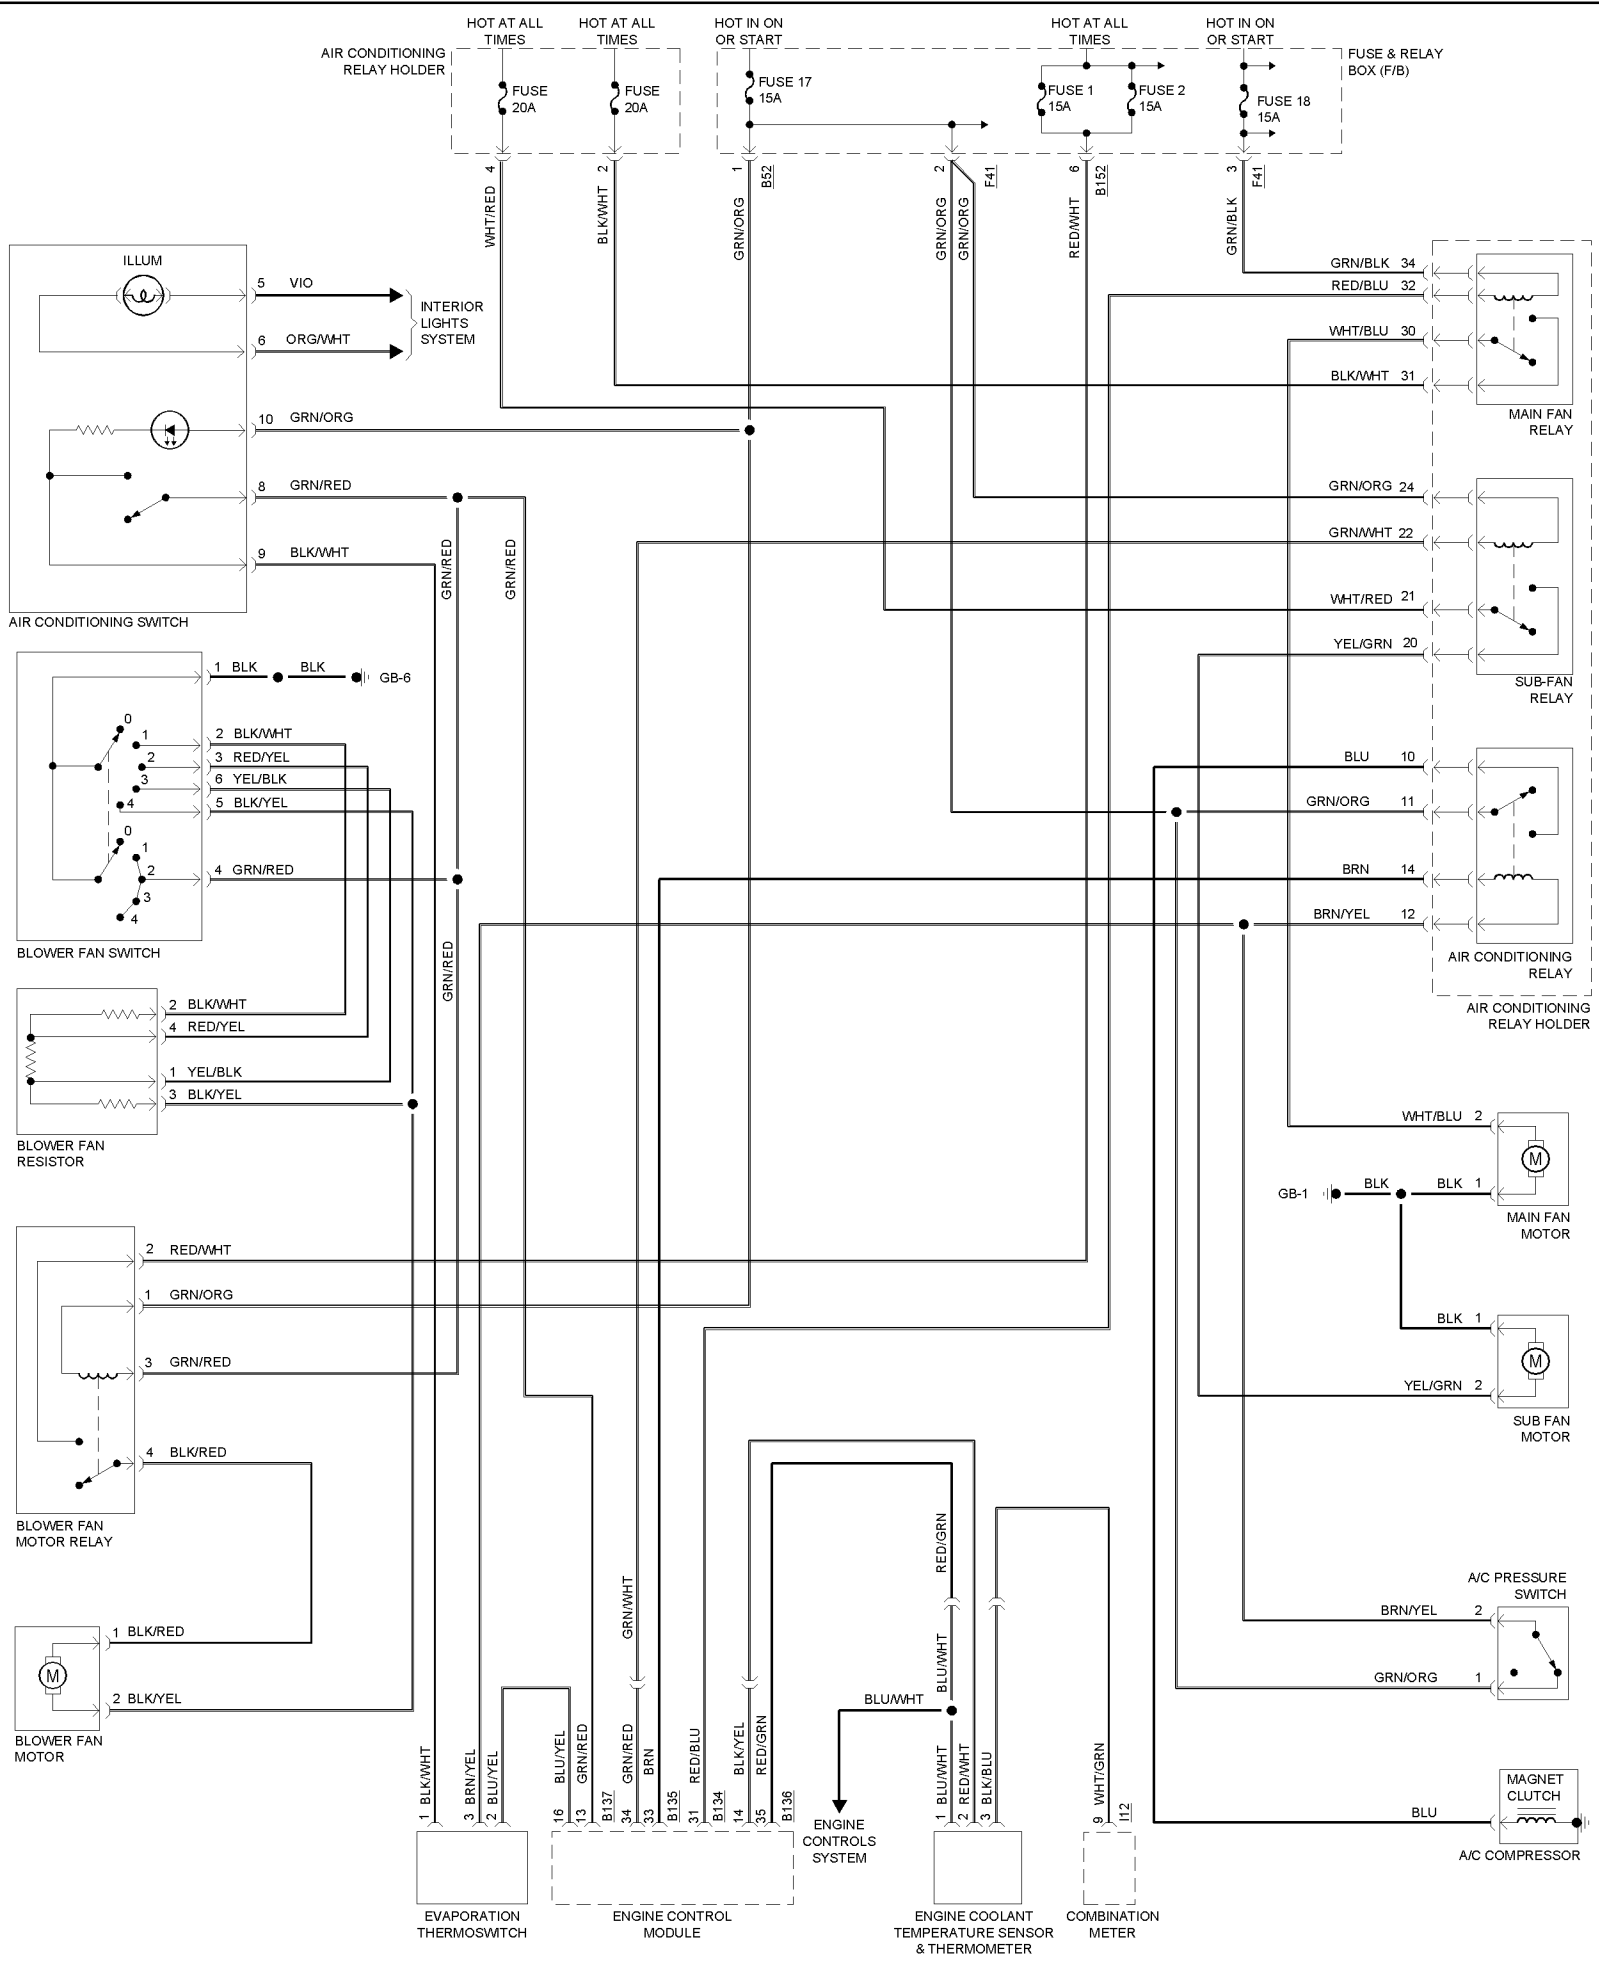 HOT AT ALL
TIMES
HOT AT ALL
TIMES
HOT IN ON
OR START
HOT AT ALL
TIMES
HOT IN ON
OR START
AIR CONDITIONING
RELAY HOLDER
FUSE
20A
FUSE
20A
FUSE 17
15A
FUSE 1
15A
FUSE 2
15A
FUSE 18
15A
FUSE & RELAY
BOX (F/B)
4
WHT/RED
2
BLK/WHT
1
B52
GRN/ORG
2
F41
GRN/ORG
GRN/ORG
6
B152
RED/WHT
3
F41
GRN/BLK
ILLUM
5 VIO
6 ORG/WHT
INTERIOR
LIGHTS
SYSTEM
10 GRN/ORG
8 GRN/RED
9 BLK/WHT
GRN/RED
GRN/RED
AIR CONDITIONING SWITCH
GRN/BLK 34
RED/BLU 32
WHT/BLU 30
BLK/WHT 31
MAIN FAN
RELAY
GRN/ORG 24
GRN/WHT 22
WHT/RED 21
YEL/GRN 20
SUB-FAN
RELAY
BLU 10
GRN/ORG 11
BRN 14
BRN/YEL 12
AIR CONDITIONING
RELAY
AIR CONDITIONING
RELAY HOLDER
1 BLK
BLK
GB-6
0
1
2
3
4
2 BLK/WHT
3 RED/YEL
6 YEL/BLK
5 BLK/YEL
0
1
2
3
4
4 GRN/RED
GRN/RED
BLOWER FAN SWITCH
2 BLK/WHT
4 RED/YEL
1 YEL/BLK
3 BLK/YEL
BLOWER FAN
RESISTOR
2 RED/WHT
1 GRN/ORG
3 GRN/RED
4 BLK/RED
BLOWER FAN
MOTOR RELAY
1 BLK/RED
M
2 BLK/YEL
BLOWER FAN
MOTOR
WHT/BLU 2
M
GB-1
BLK
BLK 1
MAIN FAN
MOTOR
BLK 1
M
YEL/GRN 2
SUB FAN
MOTOR
A/C PRESSURE
SWITCH
BRN/YEL 2
GRN/ORG 1
MAGNET
CLUTCH
BLU 1
A/C COMPRESSOR
GRN/WHT
RED/GRN
BLU/WHT
BLU/WHT
ENGINE
CONTROLS
SYSTEM
1 BLK/WHT
3 BRN/YEL
2 BLU/YEL
EVAPORATION
THERMOSWITCH
16 BLU/YEL
13 GRN/RED
B137
34 GRN/RED
33 BRN
B135
31 RED/BLU
B134
14 BLK/YEL
35 RED/GRN
B136
ENGINE CONTROL
MODULE
1 BLU/WHT
2 RED/WHT
3 BLK/BLU
ENGINE COOLANT
TEMPERATURE SENSOR
& THERMOMETER
9 WHT/GRN
I12
COMBINATION
METER